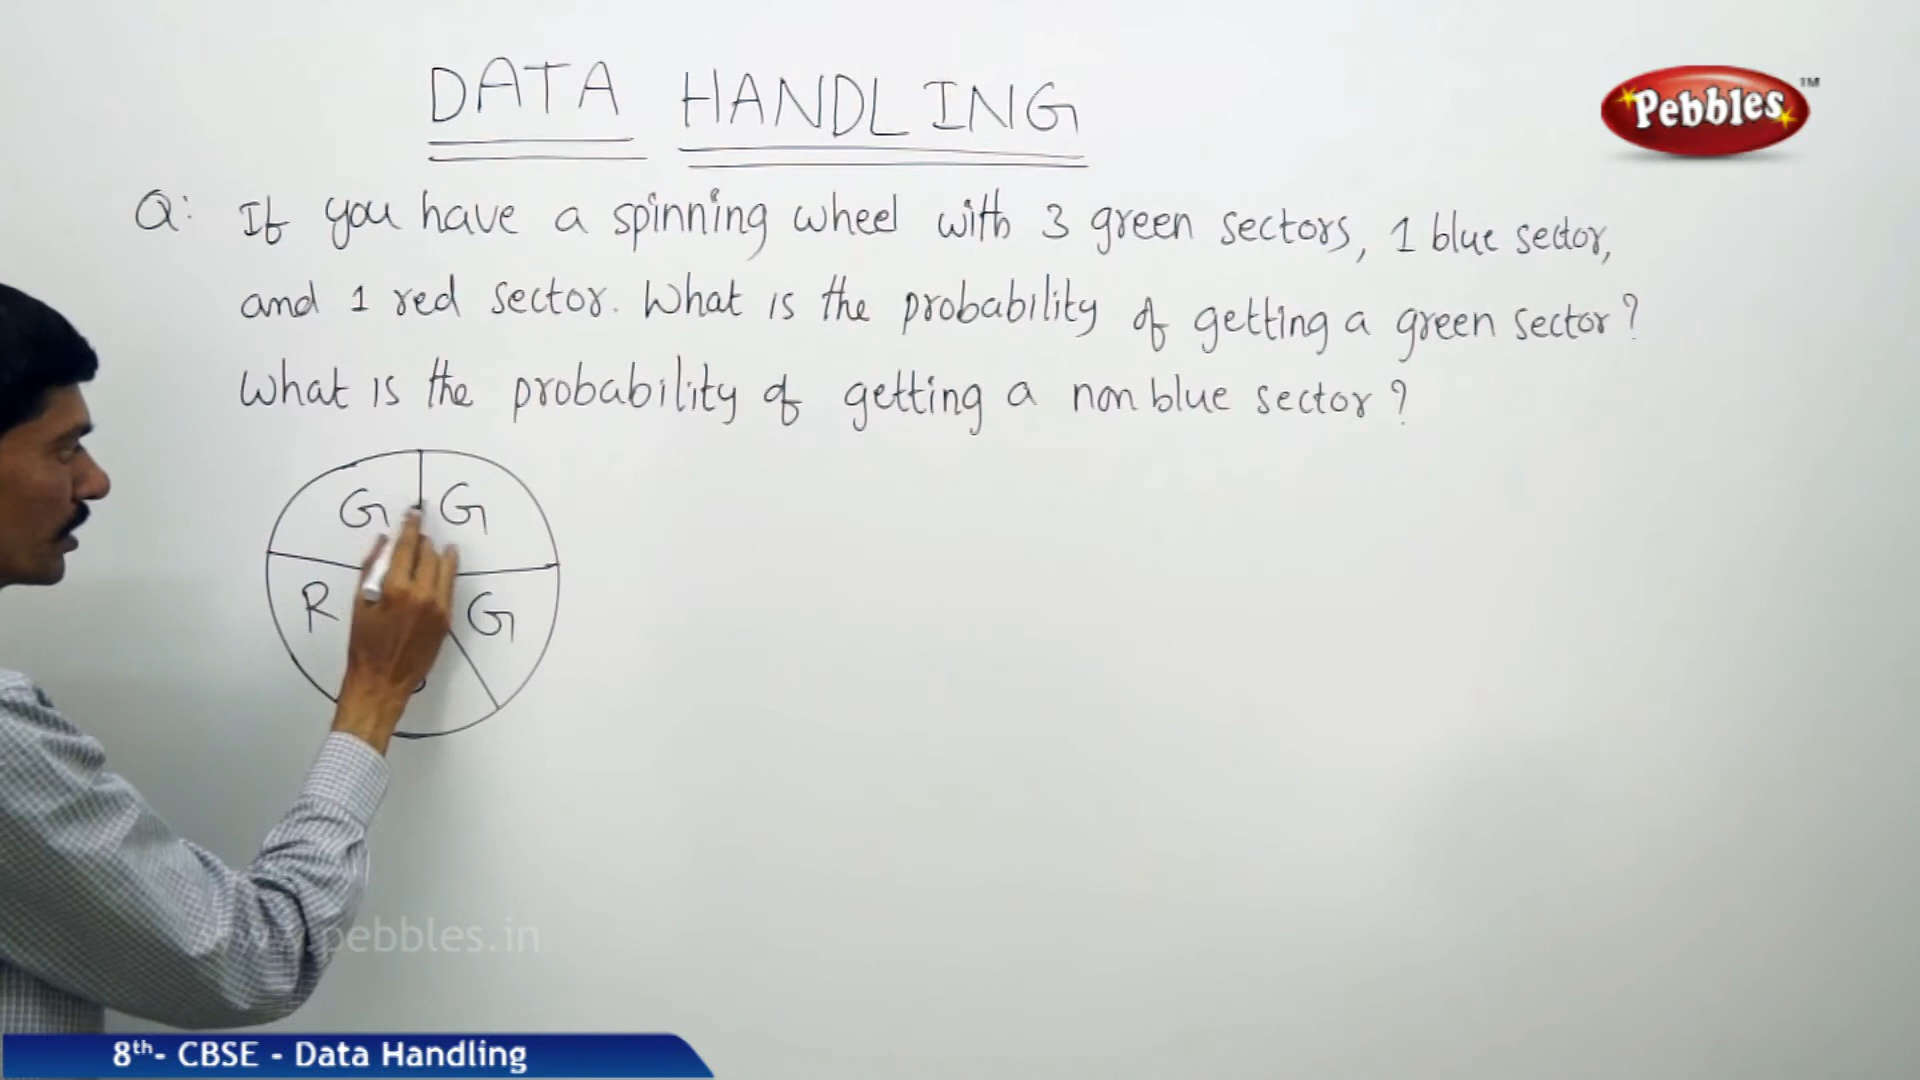 DATA HANDLING
Pebbles™
Q: If you have a spinning wheel with 3 green sectors, 1 blue sector,
and 1 red sector. What is the probability of getting a green sector?
What is the probability of getting a non blue sector?
G G
R G
www.pebbles.in
8th- CBSE - Data Handling